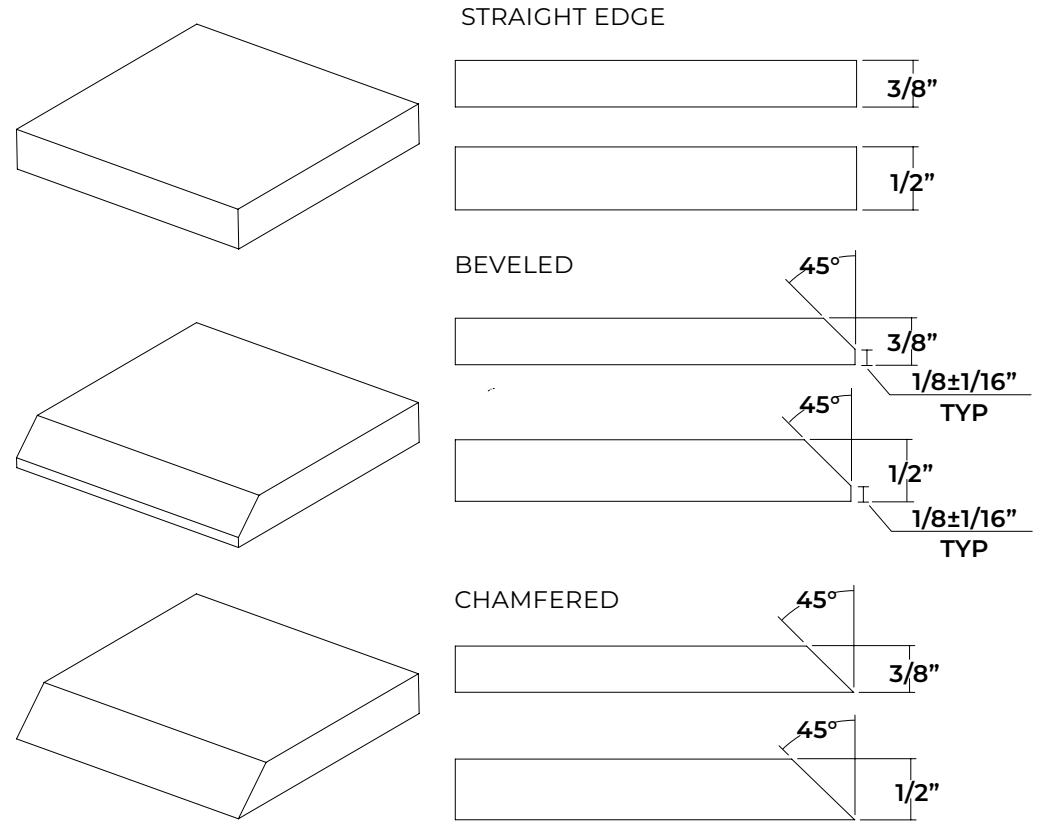 STRAIGHT EDGE
3/8”
1/2”
BEVELED
45°
3/8”
1/8±1/16”
TYP
45°
1/2”
1/8±1/16”
TYP
CHAMFERED
45°
3/8”
45°
1/2”